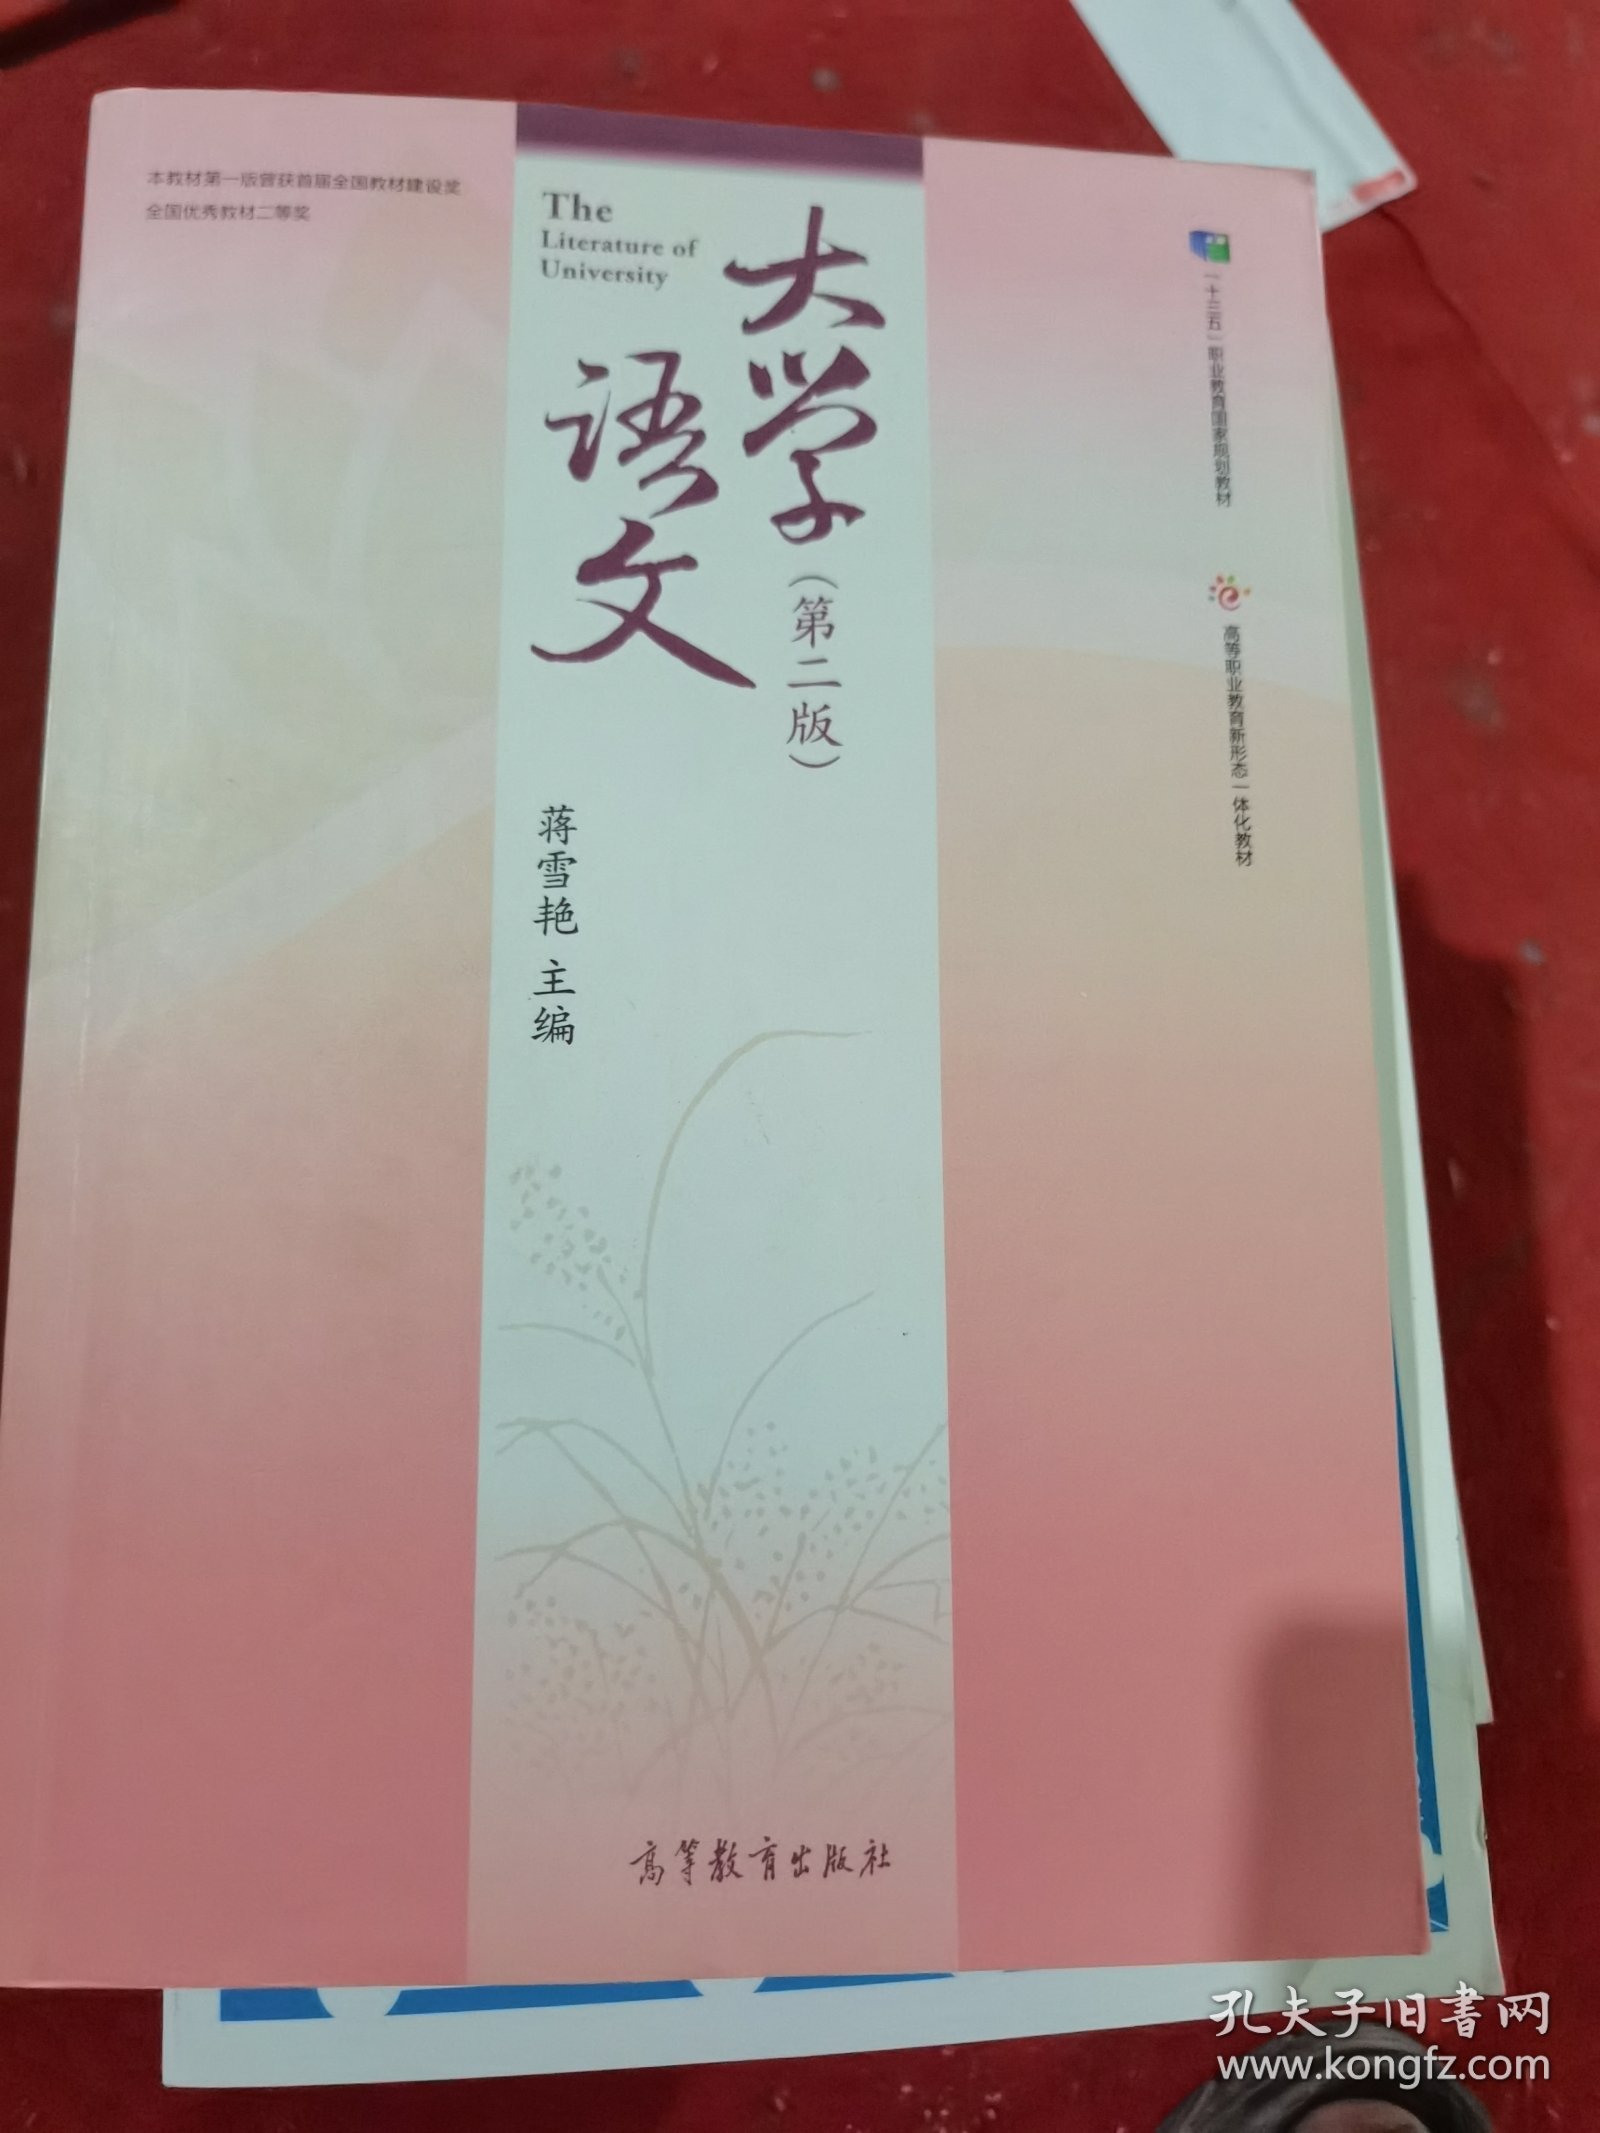 本教材第一版曾获首届全国教材建设奖
全国优秀教材二等奖
The
Literature of
University
大学
语文
（第二版）
蒋雪艳 主编
“十三五”职业教育国家规划教材
高等职业教育新形态一体化教材
高等教育出版社
孔夫子旧书网
www.kongfz.com